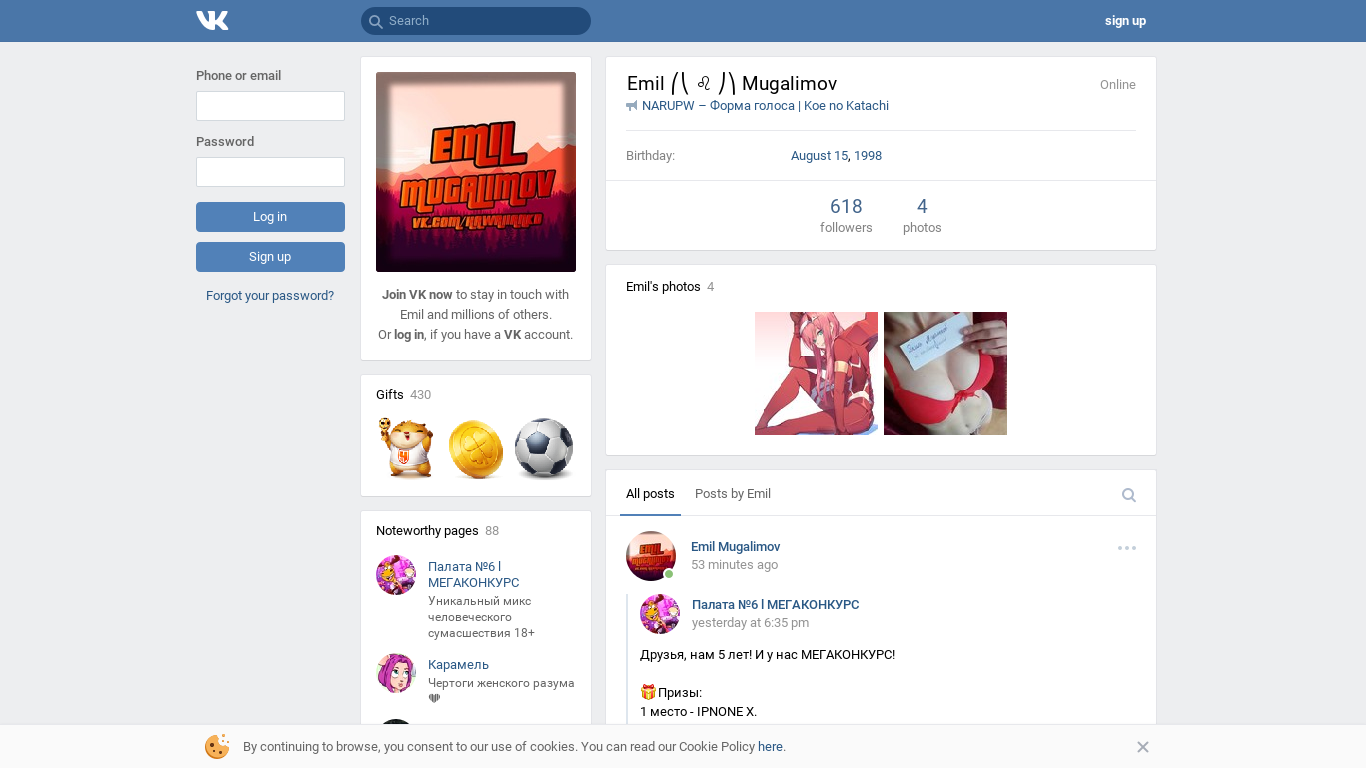 Search
sign up
Phone or email
Password
Log in
Sign up
Forgot your password?
EMIL
MUGALIMOV
Join VK now to stay in touch with
Emil and millions of others.
Or log in, if you have a VK account.
Gifts 430
Noteworthy pages 88
Палата №6 l
МЕГАКОНКУРС
Уникальный микс
человеческого
сумасшествия 18+
Карамель
Чертоги женского разума
Emil ⎛⎝ ♌ ⎠⎞ Mugalimov
Online
NARUPW – Форма голоса | Koe no Katachi
Birthday:
August 15, 1998
618
followers
4
photos
Emil's photos 4
All posts
Posts by Emil
Emil Mugalimov
53 minutes ago
Палата №6 l МЕГАКОНКУРС
yesterday at 6:35 pm
Друзья, нам 5 лет! И у нас МЕГАКОНКУРС!
🎁Призы:
1 место - IPNONE X.
By continuing to browse, you consent to our use of cookies. You can read our Cookie Policy here.